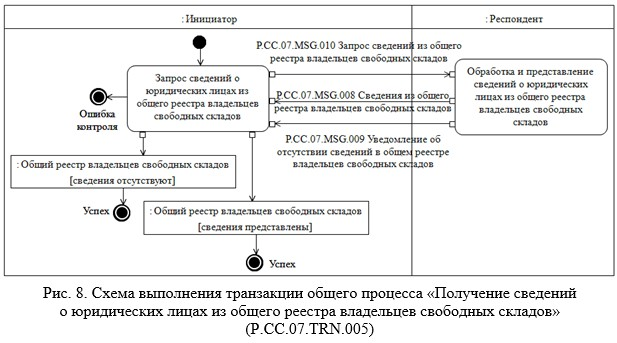 : Инициатор
: Респондент
P.CC.07.MSG.010 Запрос сведений из общего
реестра владельцев свободных складов
Запрос сведений о
юридических лицах из
общего реестра владельцев
свободных складов
Обработка и представление
сведений о юридических
лицах из общего реестра
владельцев свободных
складов
P.CC.07.MSG.008 Сведения из общего
реестра владельцев свободных складов
Ошибка
контроля
P.CC.07.MSG.009 Уведомление об
отсутствии сведений в общем реестре
владельцев свободных складов
: Общий реестр владельцев свободных складов
[сведения отсутствуют]
Успех
: Общий реестр владельцев свободных складов
[сведения представлены]
Успех
Рис. 8. Схема выполнения транзакции общего процесса «Получение сведений
о юридических лицах из общего реестра владельцев свободных складов»
(P.CC.07.TRN.005)